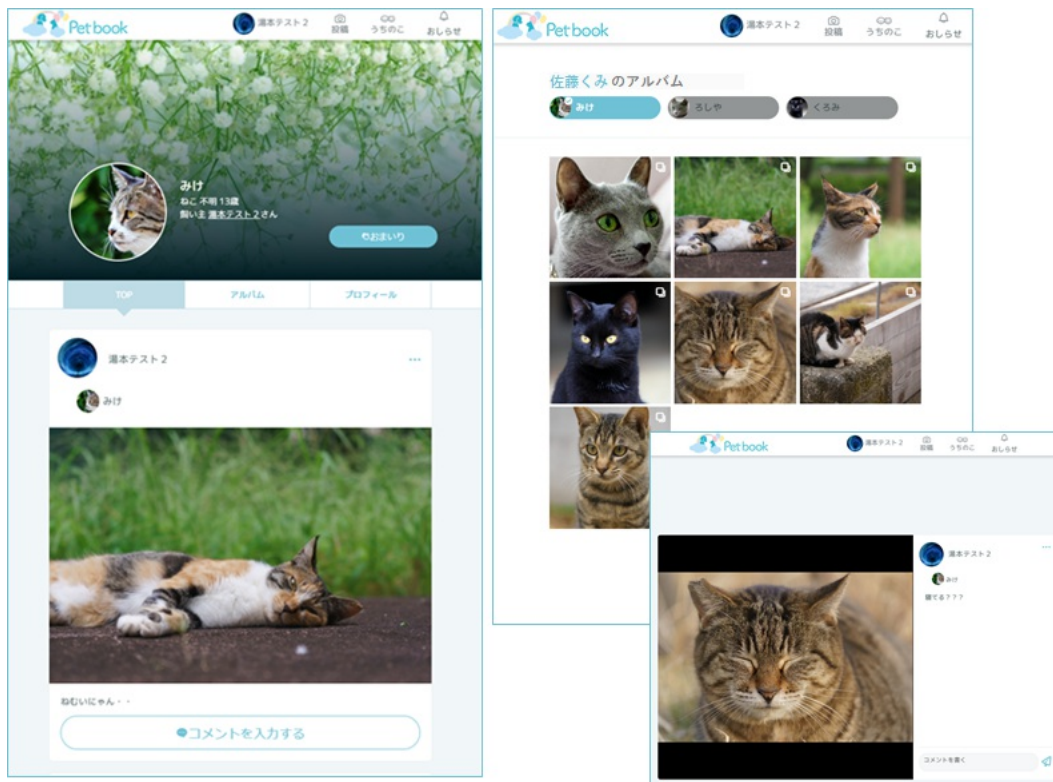 Petbook
湯本テスト2
投稿
うちのこ
おしらせ
みけ
ねこ 不明 13歳
飼い主 湯本テスト2さん
おまいり
TOP
アルバム
プロフィール
湯本テスト2
みけ
ねむいにゃん・・
コメントを入力する
Petbook
湯本テスト2
投稿
うちのこ
おしらせ
佐藤くみ のアルバム
みけ
ろしや
くろみ
Petbook
湯本テスト2
投稿
うちのこ
おしらせ
湯本テスト2
みけ
寝てる???
コメントを書く